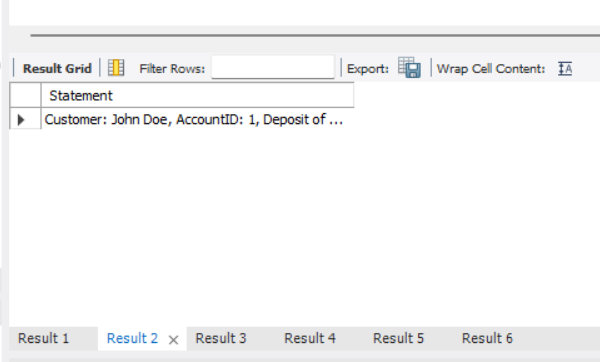 Result Grid Filter Rows: Export: Wrap Cell Content: IA
Statement
Customer: John Doe, AccountID: 1, Deposit of ...
Result 1 Result 2 × Result 3 Result 4 Result 5 Result 6